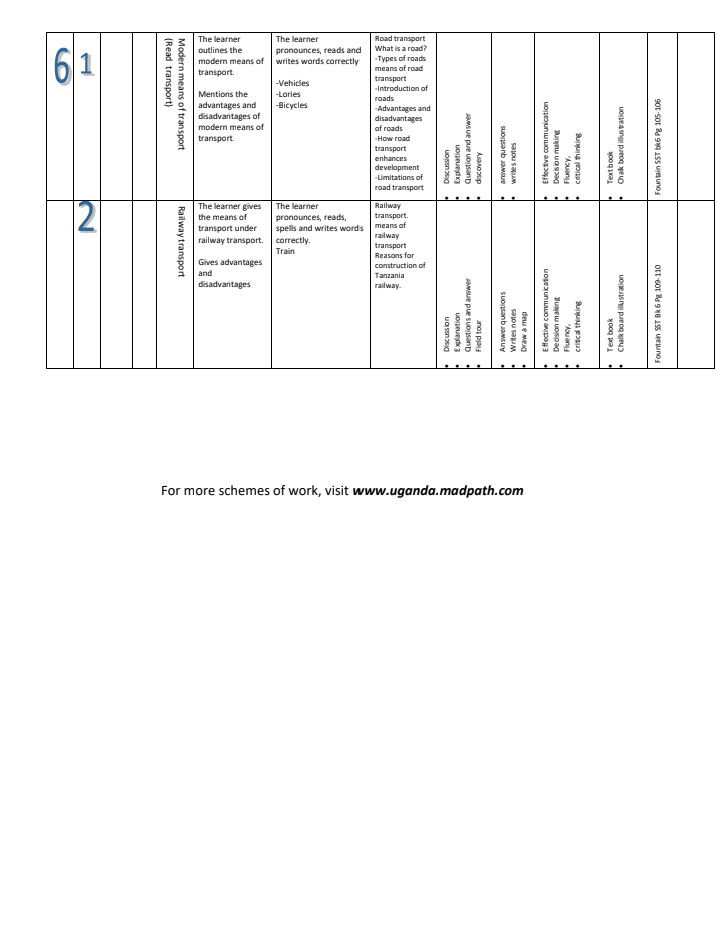 6
1
Modern means of transport
(Read transport)
The learner
outlines the
modern means of
transport.
Mentions the
advantages and
disadvantages of
modern means of
transport.
The learner
pronounces, reads and
writes words correctly
-Vehicles
-Lories
-Bicycles
Road transport
What is a road?
-Types of roads
means of road
transport
-Introduction of
roads
-Advantages and
disadvantages
of roads
-How road
transport
enhances
development
-Limitations of
road transport
• Discussion
• Explanation
• Question and answer
• discovery
• answer questions
• writes notes
• Effective communication
• Decision making
• Fluency,
• critical thinking
• Text book
• Chalk board illustration
Fountain SST bk6 Pg 105-106
2
Railway transport
The learner gives
the means of
transport under
railway transport.
Gives advantages
and
disadvantages
The learner
pronounces, reads,
spells and writes words
correctly.
Train
Railway
transport.
means of
railway
transport
Reasons for
construction of
Tanzania
railway.
• Discussion
• Explanation
• Questions and answer
• Field tour
• Answer questions
• Writes notes
• Draw a map
• Effective communication
• Decision making
• Fluency,
• critical thinking
• Text book
• Chalk board illustration
Fountain SST Bk 6 Pg 109-110
For more schemes of work, visit www.uganda.madpath.com